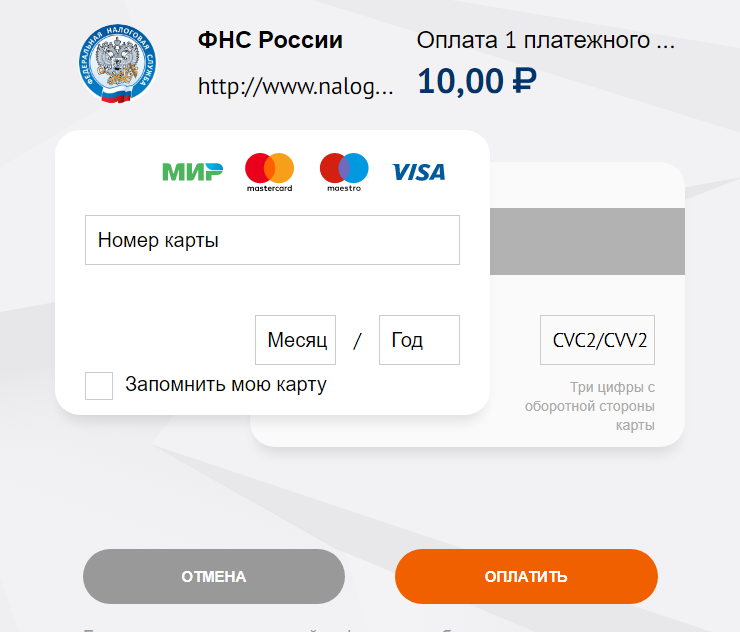 ФЕДЕРАЛЬНАЯ НАЛОГОВАЯ СЛУЖБА
ФНС России
Оплата 1 платежного ...
http://www.nalog...
10,00 ₽
МИР
mastercard
maestro
VISA
Номер карты
Месяц / Год
CVC2/CVV2
Запомнить мою карту
Три цифры с
оборотной стороны
карты
ОТМЕНА
ОПЛАТИТЬ